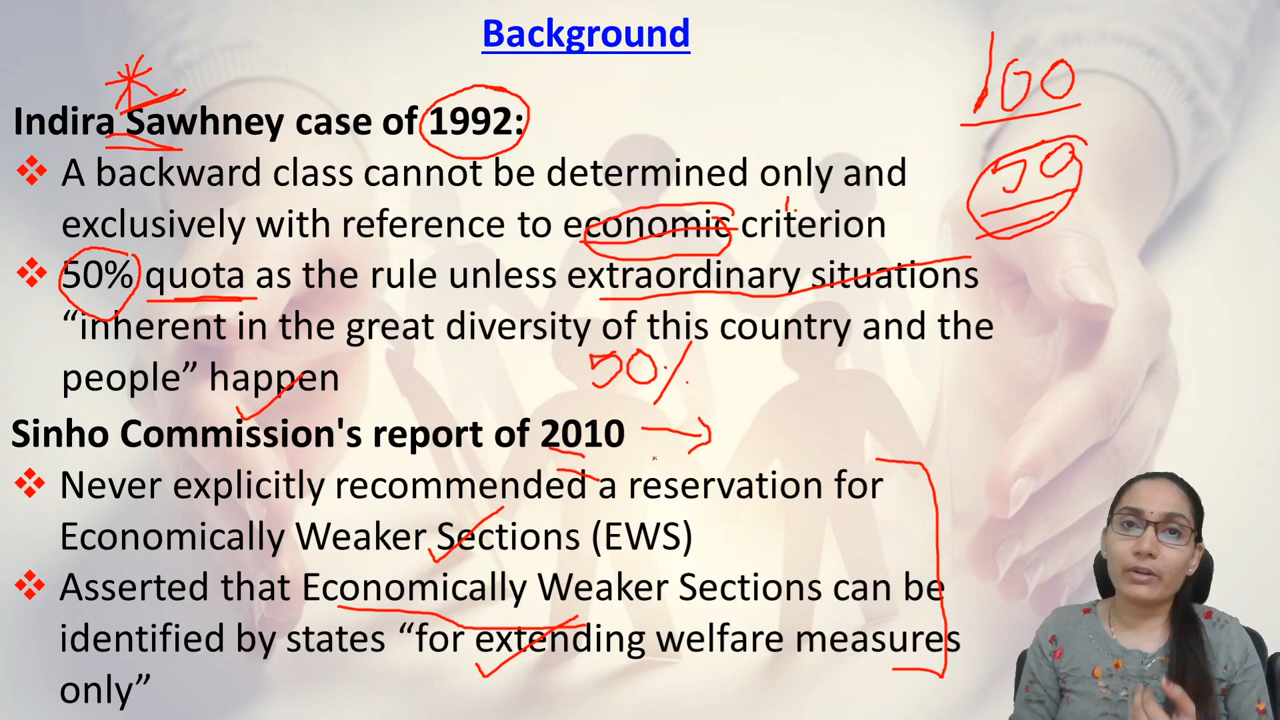 Background
Indira Sawhney case of 1992:
A backward class cannot be determined only and
exclusively with reference to economic criterion
50% quota as the rule unless extraordinary situations
“inherent in the great diversity of this country and the
people” happen
50%
Sinho Commission's report of 2010
Never explicitly recommended a reservation for
Economically Weaker Sections (EWS)
Asserted that Economically Weaker Sections can be
identified by states “for extending welfare measures
only”
100
50